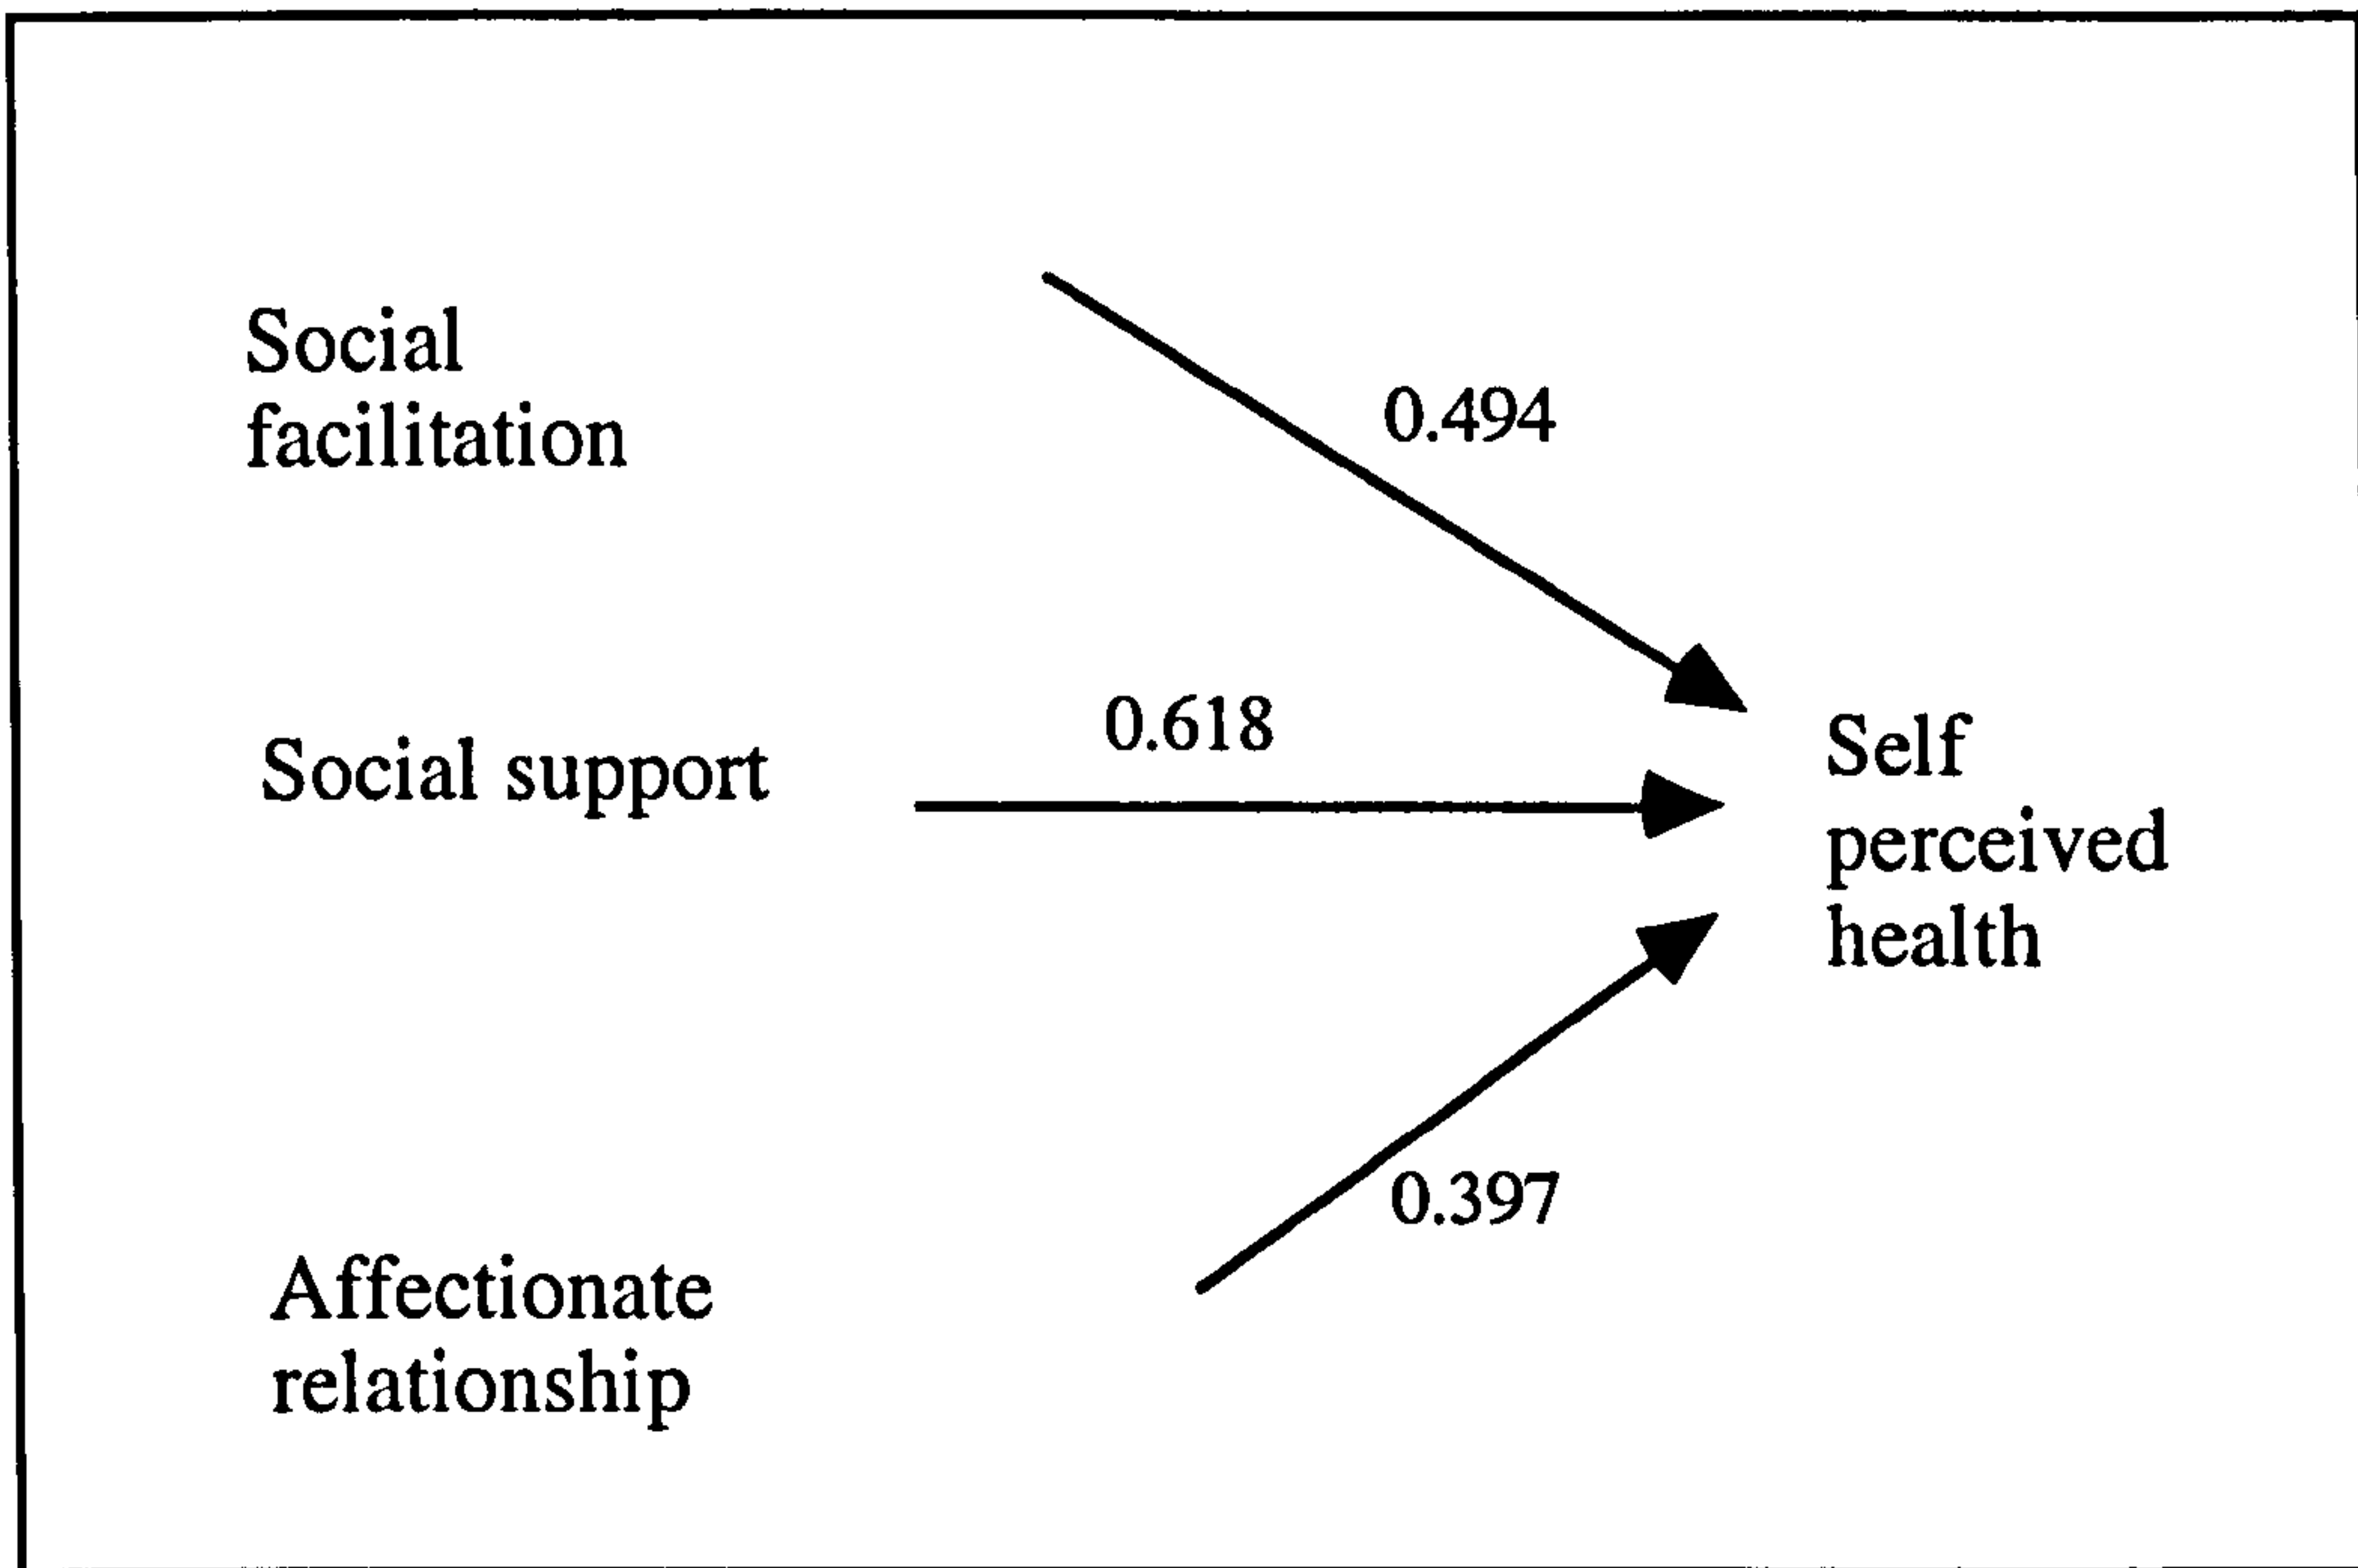 Social
facilitation
0.494
0.618
Social support
Self
perceived
health
0.397
Affectionate
relationship